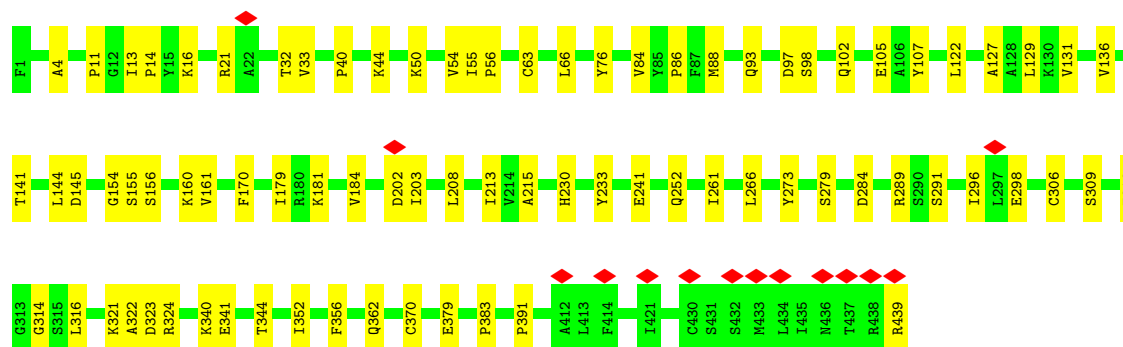 F1 A4 P11 G12 I13 P14 Y15 K16 R21 A22 T32 V33 P40 K44 K50 V54 I55 P56 C63 L66 Y76 V84 Y85 P86 F87 M88 Q93 D97 S98 Q102 E105 A106 Y107 L122 A127 A128 L129 K130 V131 V136
T141 L144 D145 G154 S155 S156 K160 V161 F170 I179 R180 K181 V184 D202 I203 L208 I213 V214 A215 H230 Y233 E241 Q252 I261 L266 Y273 S279 D284 R289 S290 S291 I296 L297 E298 C306 S309
G313 G314 S315 L316 K321 A322 D323 R324 K340 E341 T344 I352 F356 Q362 C370 E379 P383 P391 A412 L413 F414 I421 C430 S431 S432 M433 L434 I435 N436 T437 R438 R439